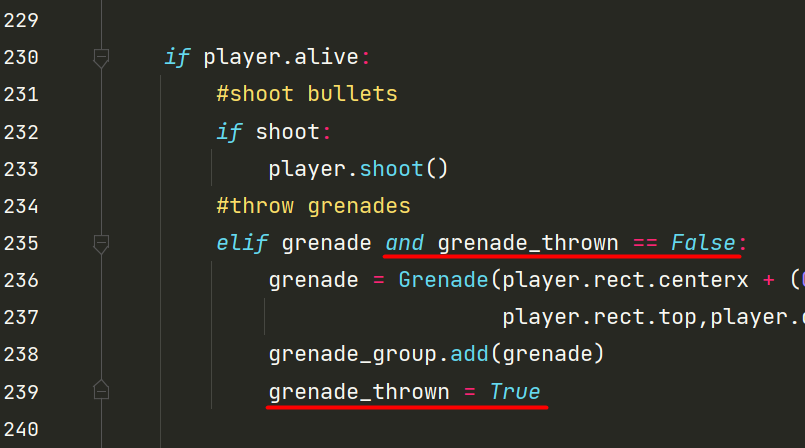 229
230 if player.alive:
231 #shoot bullets
232 if shoot:
233 player.shoot()
234 #throw grenades
235 elif grenade and grenade_thrown == False:
236 grenade = Grenade(player.rect.centerx + (
237 player.rect.top,player.
238 grenade_group.add(grenade)
239 grenade_thrown = True
240